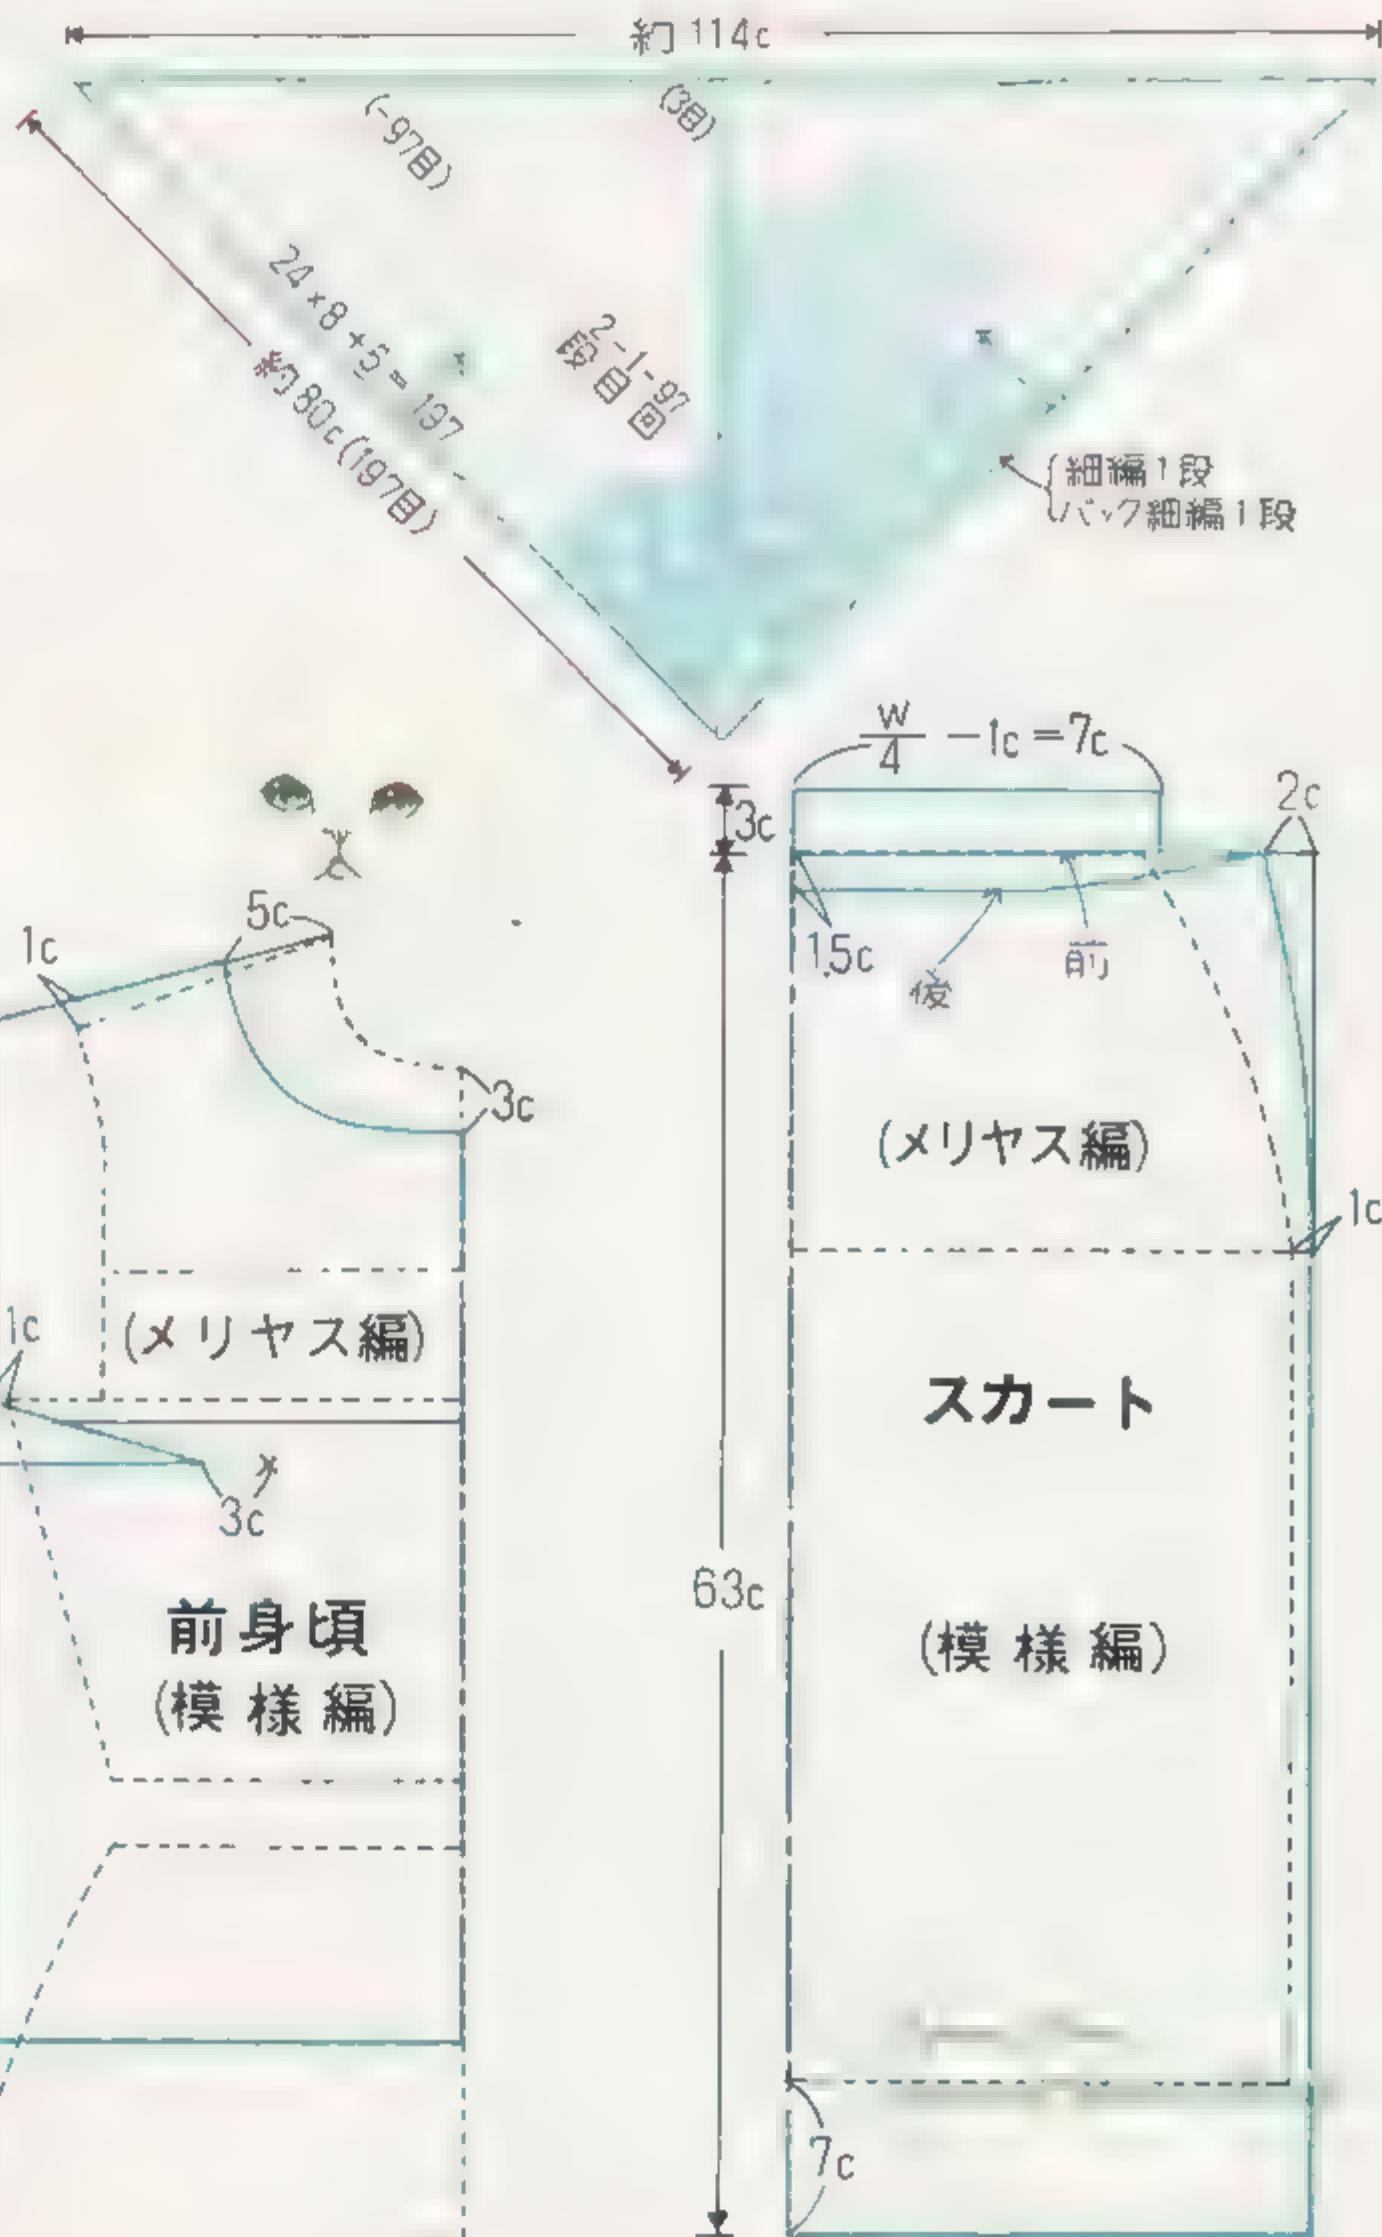 約114c
(-97目)
(3目)
24×8+5=197
約80c(197目)
2-1-97
段目回
細編1段
バック細編1段
W/4 -1c=7c
3c
2c
1.5c
後
前
5c
1c
3c
(メリヤス編)
1c
(メリヤス編)
1c
スカート
3c
63c
前身頃
(模様編)
(模様編)
7c